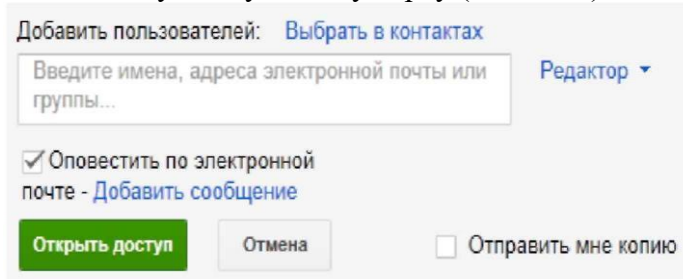 Добавить пользователей: Выбрать в контактах
Введите имена, адреса электронной почты или
группы...
Редактор
Оповестить по электронной
почте - Добавить сообщение
Открыть доступ
Отмена
Отправить мне копию